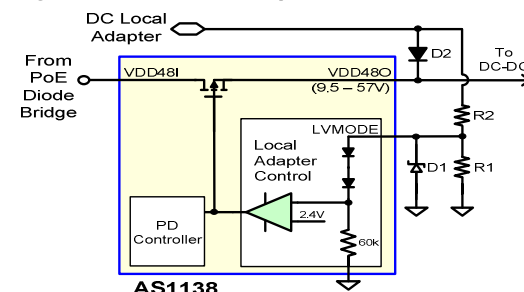 DC Local
Adapter
D2
To
DC-DC
From
PoE
Diode
Bridge
VDD48I
VDD48O
(9.5 – 57V)
R2
LVMODE
Local
Adapter
Control
D1
R1
2.4V
60k
PD
Controller
AS1138